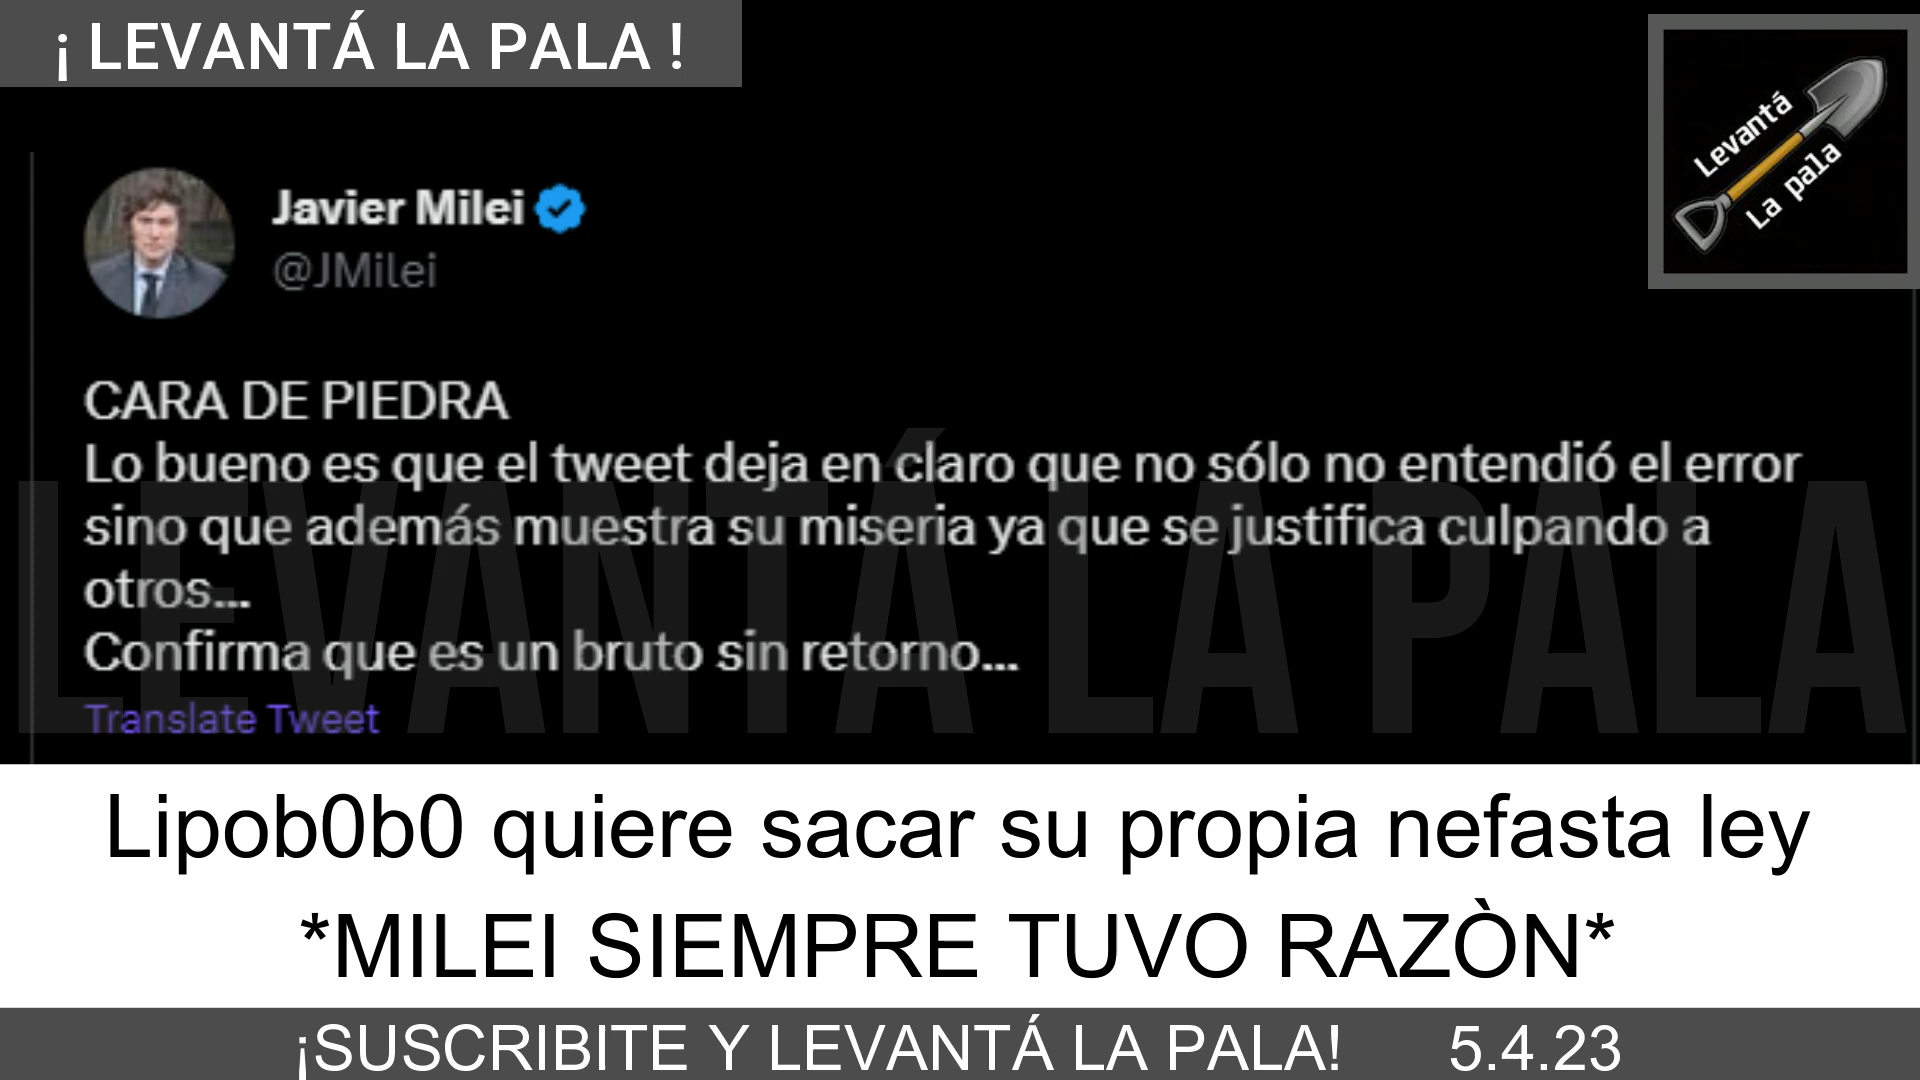 ¡ LEVANTÁ LA PALA !
Levantá
La pala
Javier Milei
@JMilei
CARA DE PIEDRA
Lo bueno es que el tweet deja en claro que no sólo no entendió el error
sino que además muestra su miseria ya que se justifica culpando a
otros...
Confirma que es un bruto sin retorno...
Translate Tweet
LEVANTÁ LA PALA
Lipob0b0 quiere sacar su propia nefasta ley
*MILEI SIEMPRE TUVO RAZÒN*
¡SUSCRIBITE Y LEVANTÁ LA PALA! 5.4.23